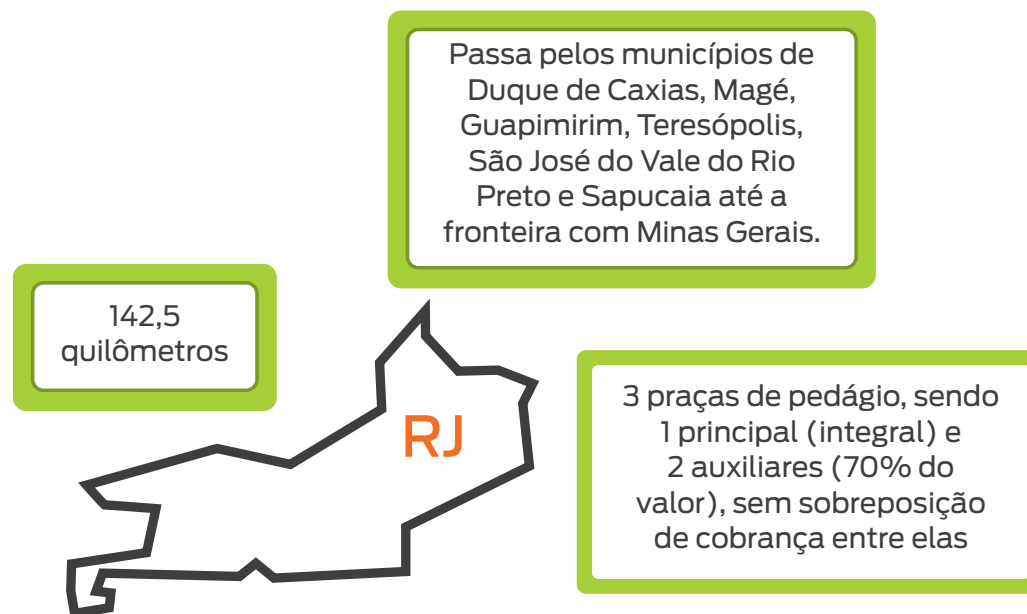 Passa pelos municípios de
Duque de Caxias, Magé,
Guapimirim, Teresópolis,
São José do Vale do Rio
Preto e Sapucaia até a
fronteira com Minas Gerais.
142,5
quilômetros
RJ
3 praças de pedágio, sendo
1 principal (integral) e
2 auxiliares (70% do
valor), sem sobreposição
de cobrança entre elas